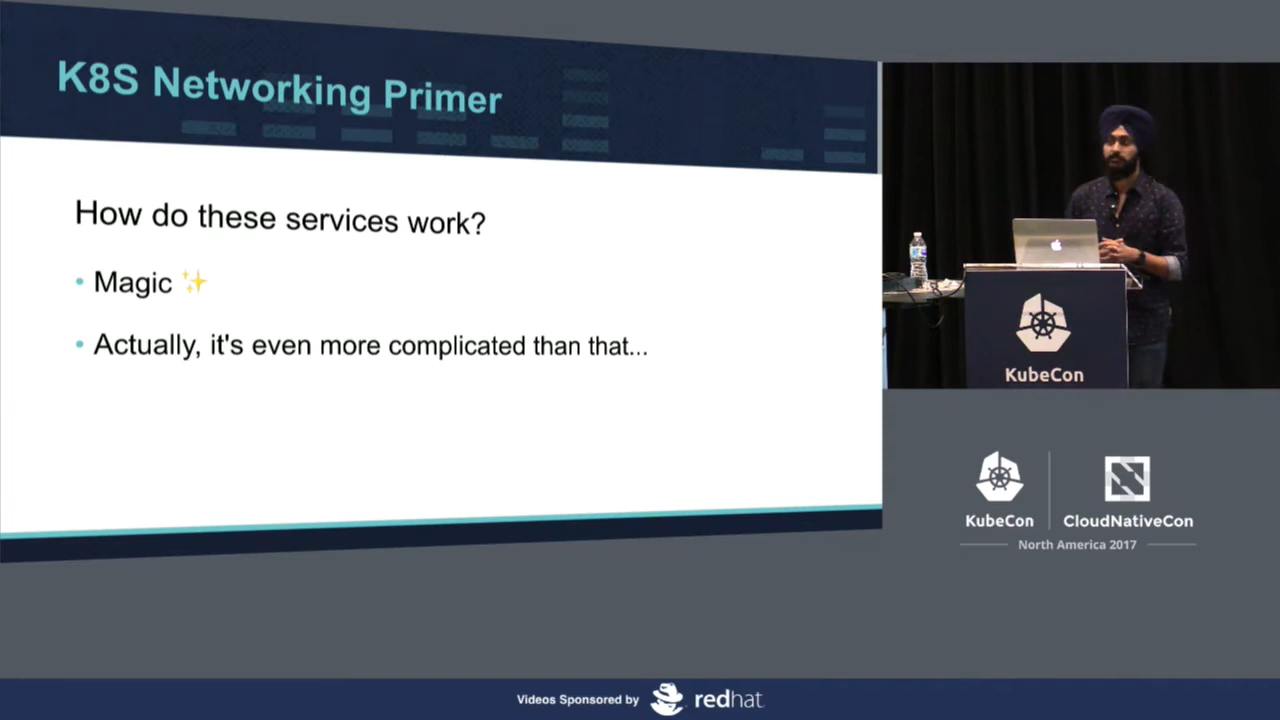 K8S Networking Primer
How do these services work?
• Magic ✨
• Actually, it's even more complicated than that...
KubeCon
KubeCon
CloudNativeCon
North America 2017
Videos Sponsored by
redhat.